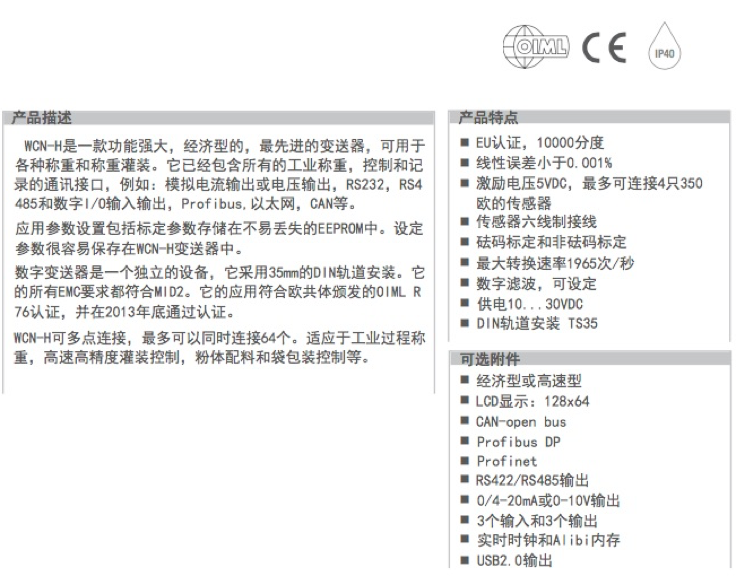 OIML CE IP40
产品描述
WCN-H是一款功能强大，经济型的，最先进的变送器，可用于
各种称重和称重灌装。它已经包含所有的工业称重，控制和记
录的通讯接口，例如：模拟电流输出或电压输出，RS232，RS4
485和数字I/O输入输出，Profibus,以太网，CAN等。
应用参数设置包括标定参数存储在不易丢失的EEPROM中。设定
参数很容易保存在WCN-H变送器中。
数字变送器是一个独立的设备，它采用35mm的DIN轨道安装。它
的所有EMC要求都符合MID2。它的应用符合欧共体颁发的OIML R
76认证，并在2013年底通过认证。
WCN-H可多点连接，最多可以同时连接64个。适应于工业过程称
重，高速高精度灌装控制，粉体配料和袋包装控制等。
产品特点
■ EU认证，10000分度
■ 线性误差小于0.001%
■ 激励电压5VDC，最多可连接4只350
欧的传感器
■ 传感器六线制接线
■ 砝码标定和非砝码标定
■ 最大转换速率1965次/秒
■ 数字滤波，可设定
■ 供电10...30VDC
■ DIN轨道安装 TS35
可选附件
■ 经济型或高速型
■ LCD显示：128x64
■ CAN-open bus
■ Profibus DP
■ Profinet
■ RS422/RS485输出
■ 0/4-20mA或0-10V输出
■ 3个输入和3个输出
■ 实时时钟和Alibi内存
■ USB2.0输出